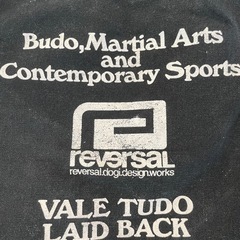 Budo,Martial Arts
and
Contemporary Sports
reversal
reversal.dogi.design.works
VALE TUDO
LAID BACK